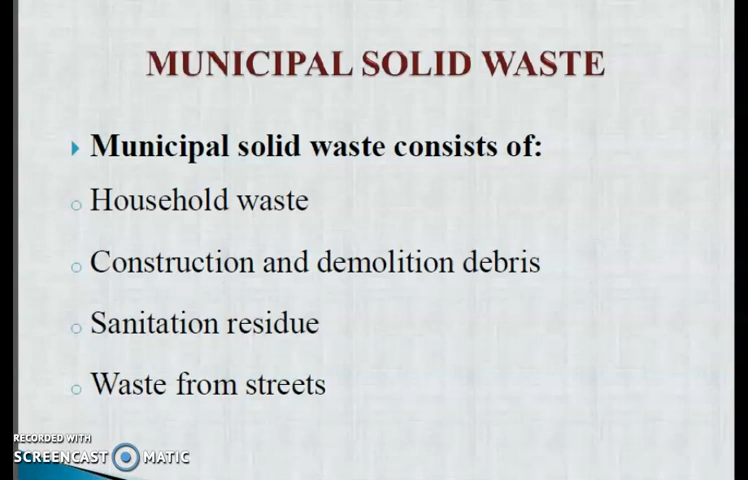 MUNICIPAL SOLID WASTE
Municipal solid waste consists of:
Household waste
Construction and demolition debris
Sanitation residue
Waste from streets
RECORDED WITH
SCREENCAST MATIC